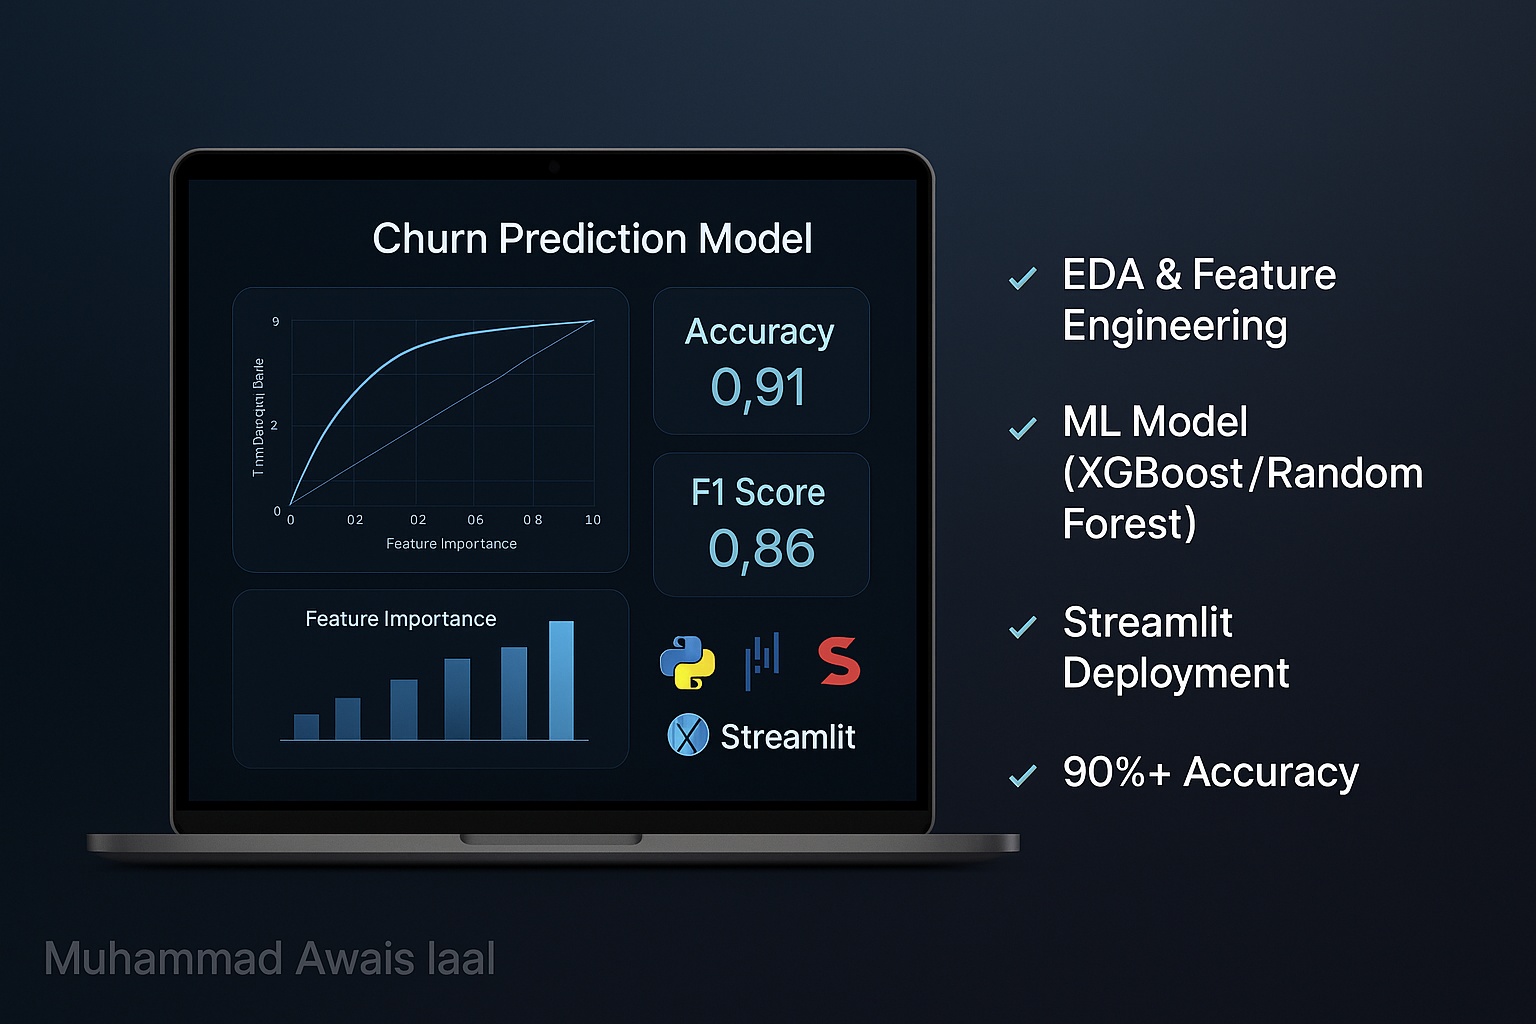 Churn Prediction Model
9
2
0
0 02 02 06 08 10
Feature Importance
Accuracy
0,91
F1 Score
0,86
Feature Importance
Streamlit
EDA & Feature
Engineering
ML Model
(XGBoost/Random
Forest)
Streamlit
Deployment
90%+ Accuracy
Muhammad Awais Iaal